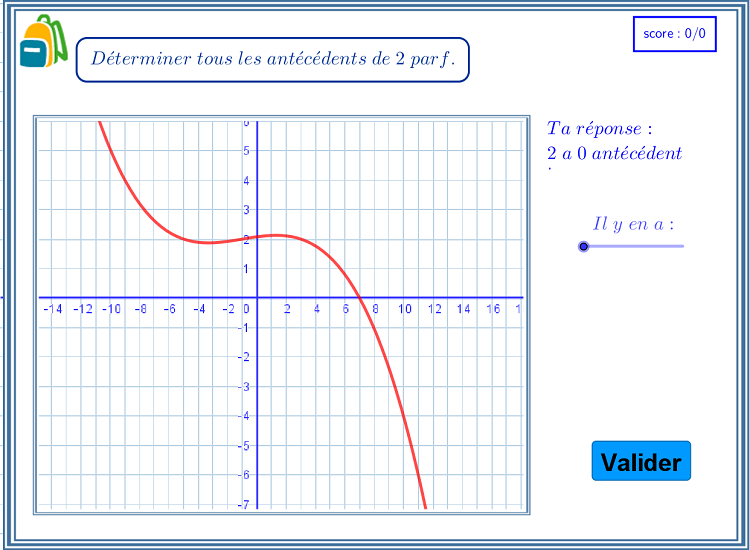 score : 0/0
Déterminer tous les antécédents de 2 par f.
Ta réponse :
2 a 0 antécédent
.
Il y en a :
6
5
4
3
2
1
-14 -12 -10 -8 -6 -4 -2 0 2 4 6 8 10 12 14 16 1
-1
-2
-3
-4
-5
-6
-7
Valider